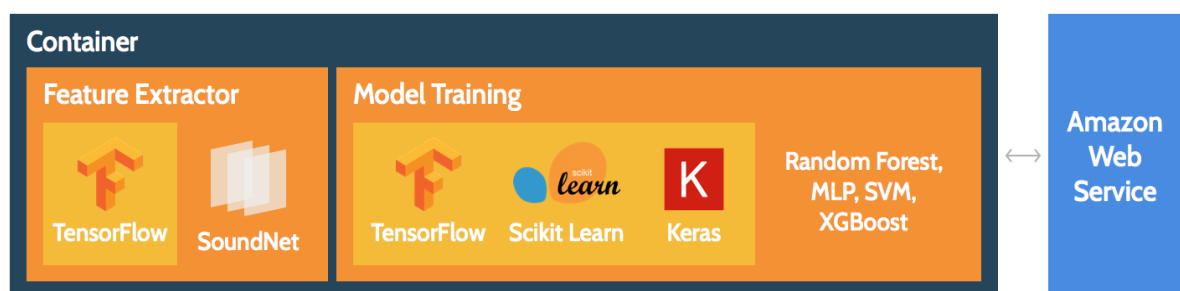 Container
Feature Extractor
TensorFlow
SoundNet
Model Training
TensorFlow
scikit
learn
Scikit Learn
K
Keras
Random Forest,
MLP, SVM,
XGBoost
Amazon
Web
Service